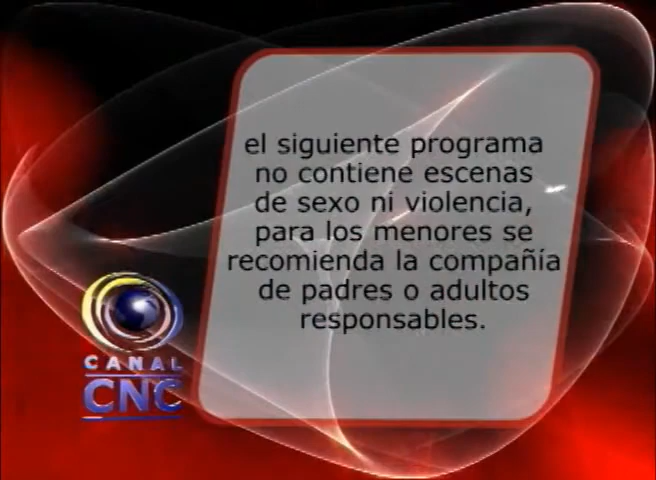 el siguiente programa
no contiene escenas
de sexo ni violencia,
para los menores se
recomienda la compañía
de padres o adultos
responsables.
CANAL
CNC